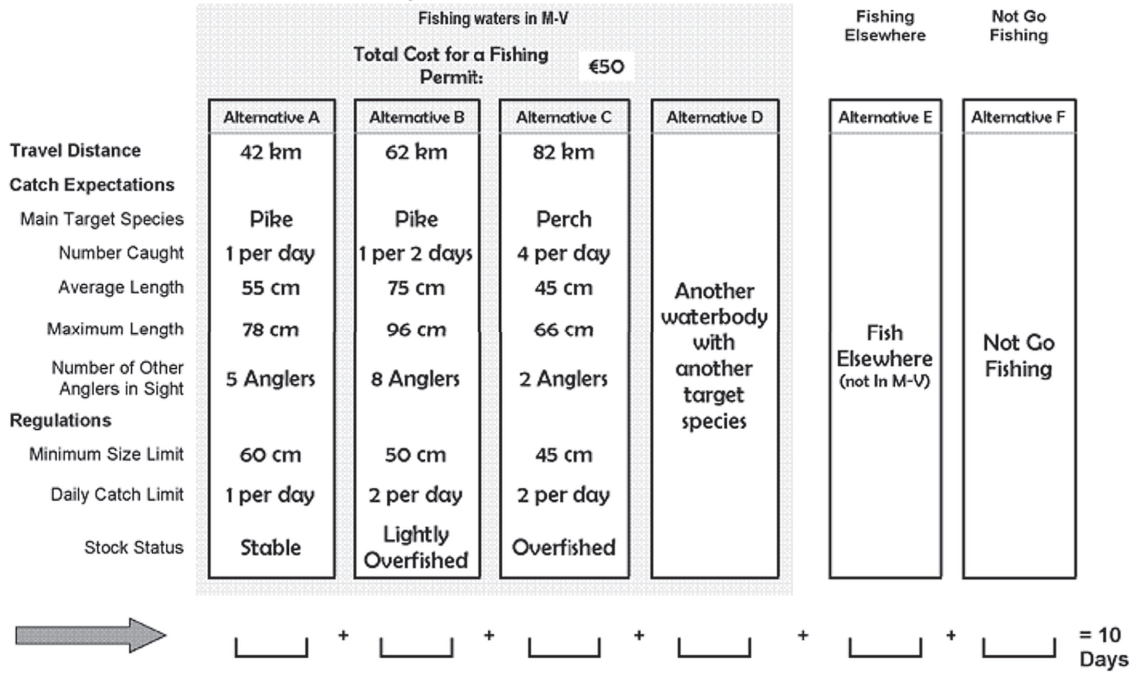 Fishing waters in M-V
Fishing
Elsewhere
Not Go
Fishing
Total Cost for a Fishing
Permit:
€50
Alternative A
Alternative B
Alternative C
Alternative D
Alternative E
Alternative F
Travel Distance
42 km
62 km
82 km
Catch Expectations
Main Target Species
Pike
Pike
Perch
Number Caught
1 per day
1 per 2 days
4 per day
Average Length
55 cm
75 cm
45 cm
Maximum Length
78 cm
96 cm
66 cm
Number of Other
Anglers in Sight
5 Anglers
8 Anglers
2 Anglers
Regulations
Minimum Size Limit
60 cm
50 cm
45 cm
Daily Catch Limit
1 per day
2 per day
2 per day
Stock Status
Stable
Lightly
Overfished
Overfished
Another
waterbody
with
another
target
species
Fish
Elsewhere
(not In M-V)
Not Go
Fishing
+ + + + + = 10
Days